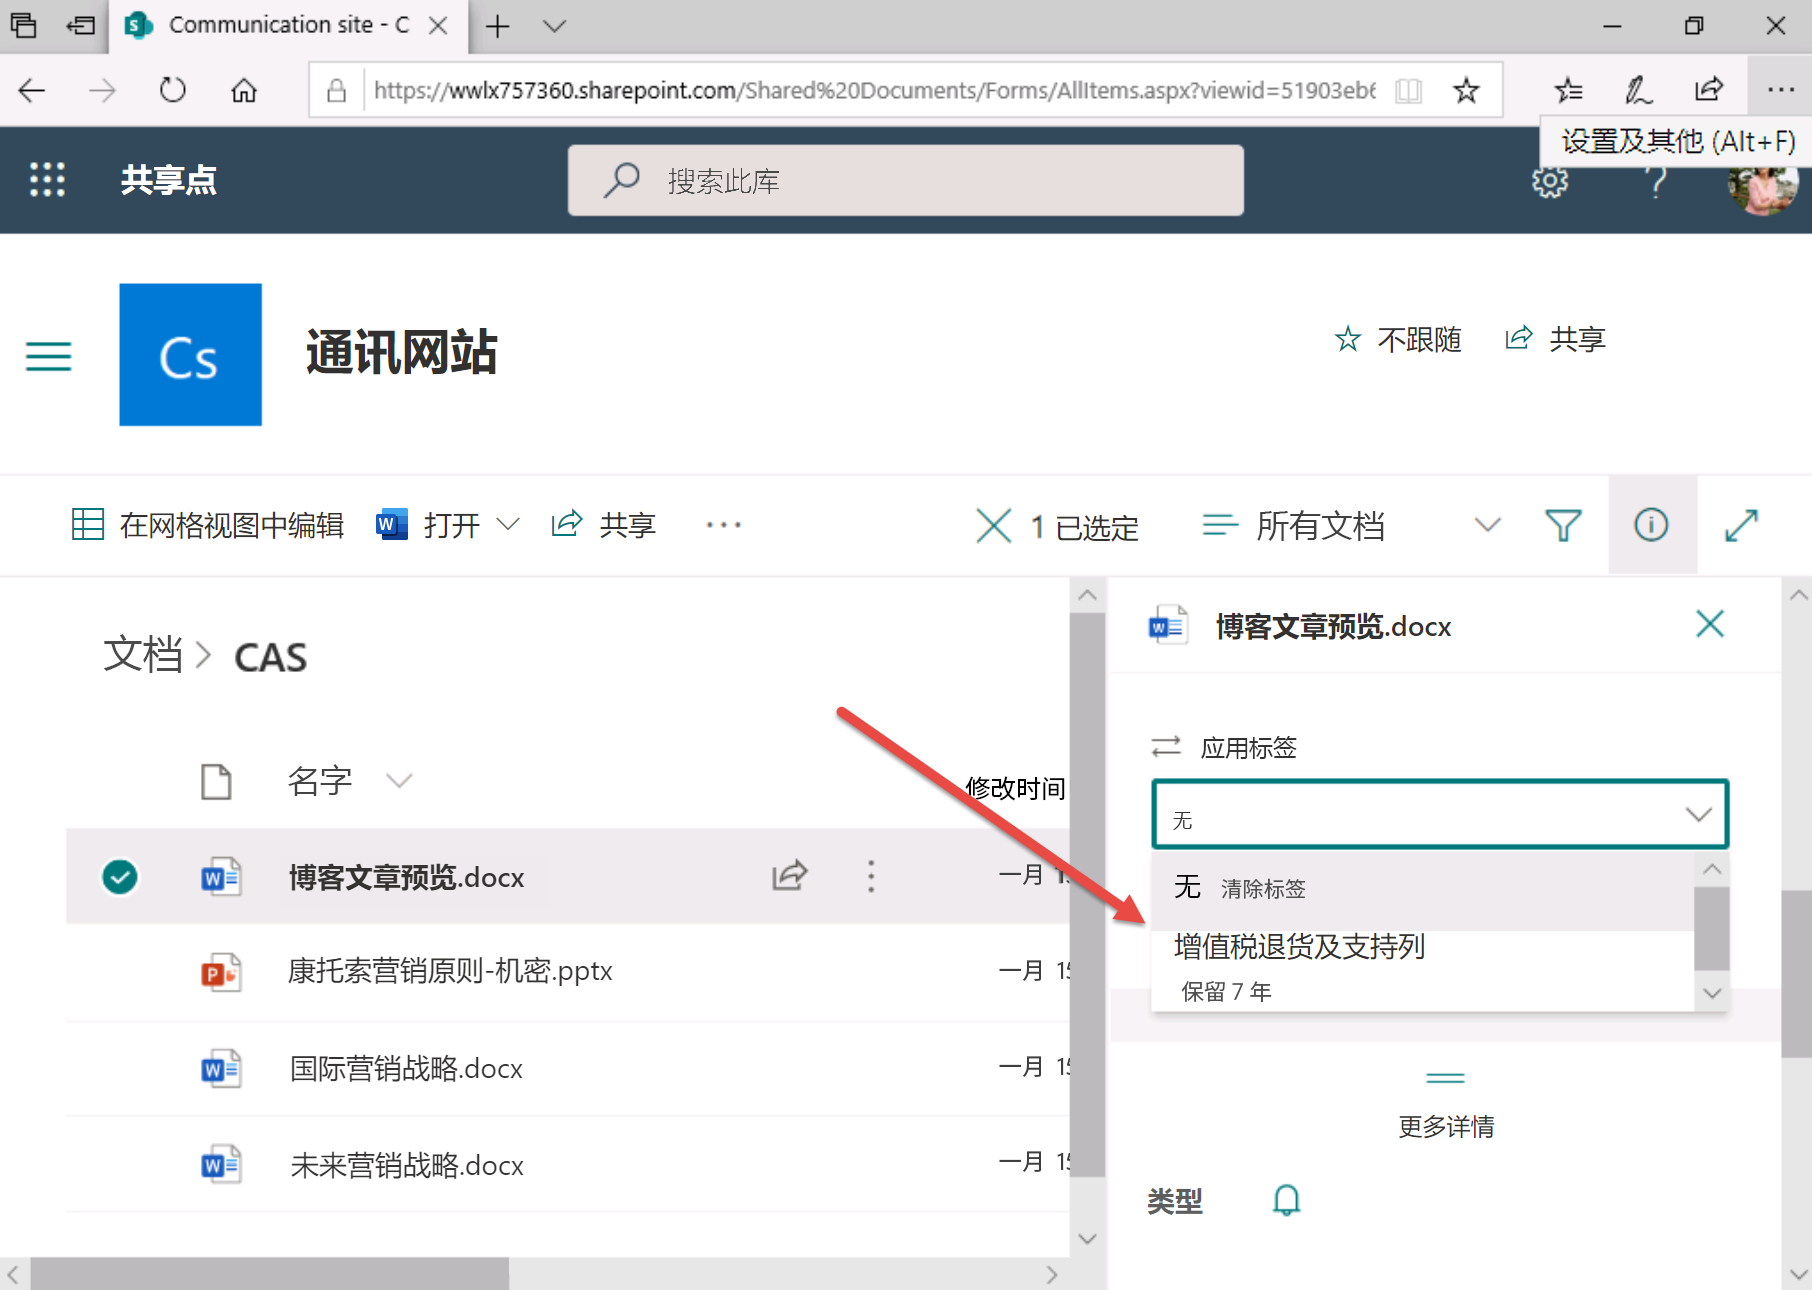 Communication site - C
https://wwlx757360.sharepoint.com/Shared%20Documents/Forms/AllItems.aspx?viewid=51903eb6
设置及其他 (Alt+F)
共享点
搜索此库
Cs
通讯网站
不跟随
共享
在网格视图中编辑
打开
共享
1 已选定
所有文档
文档 > CAS
博客文章预览.docx
应用标签
名字
修改时间
无
博客文章预览.docx
一月 15
无 清除标签
增值税退货及支持列
保留 7 年
康托索营销原则-机密.pptx
一月 15
国际营销战略.docx
一月 15
更多详情
未来营销战略.docx
一月 15
类型